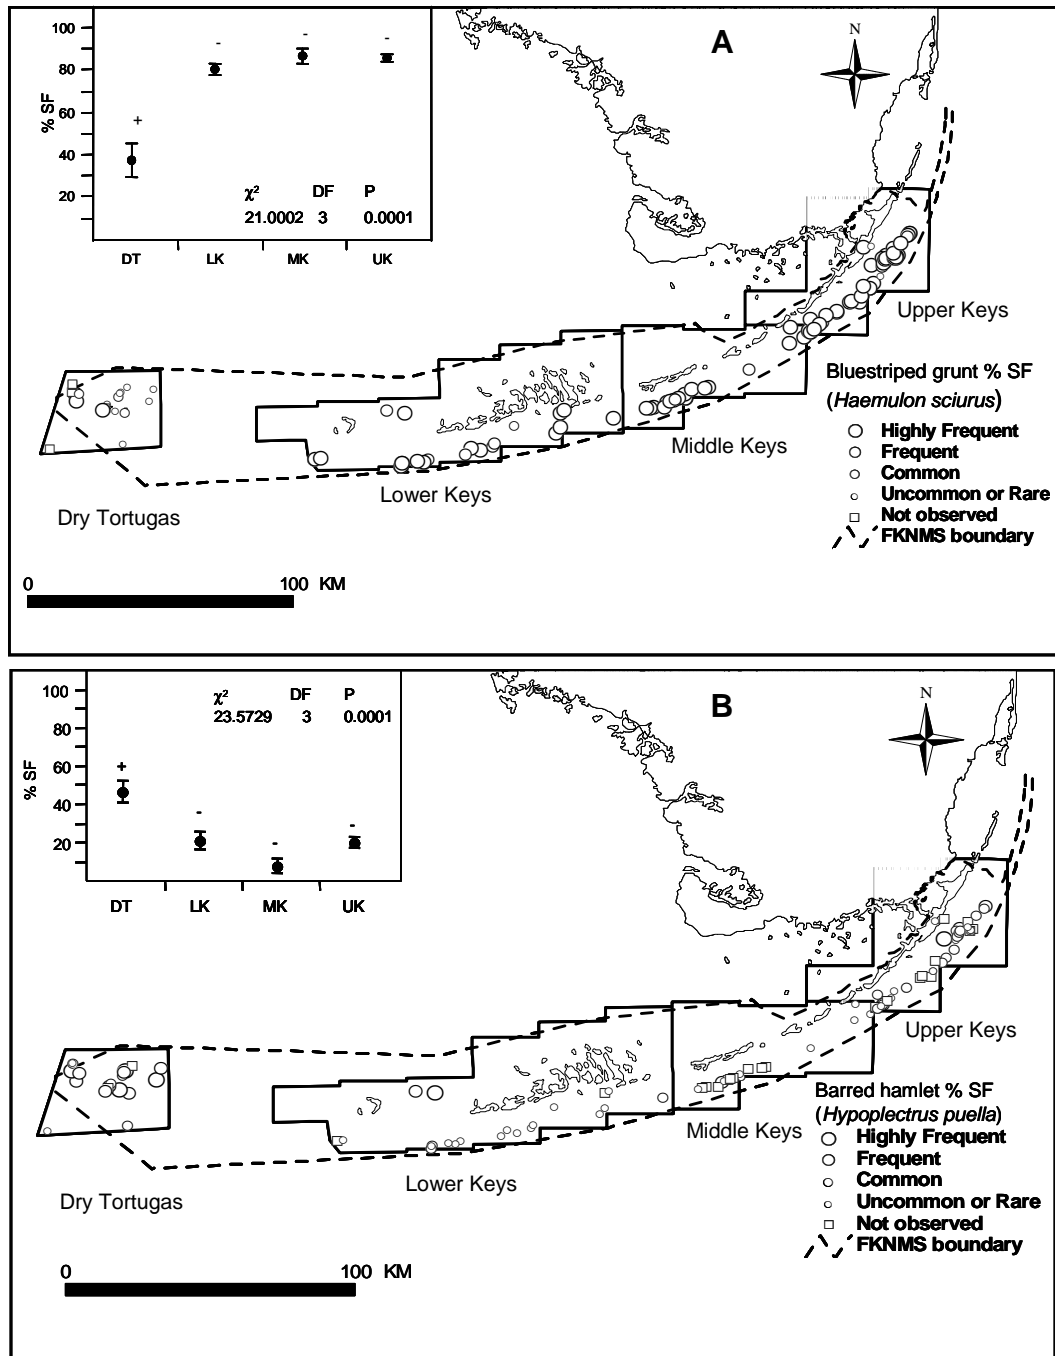 A
N
100
80
60
40
20
% SF
+
-
-
-
χ² DF P
21.0002 3 0.0001
DT LK MK UK
Upper Keys
Middle Keys
Lower Keys
Dry Tortugas
Bluestriped grunt % SF
(Haemulon sciurus)
Highly Frequent
Frequent
Common
Uncommon or Rare
Not observed
FKNMS boundary
0 100 KM
B
N
100
80
60
40
20
% SF
χ² DF P
23.5729 3 0.0001
+
-
-
-
DT LK MK UK
Upper Keys
Middle Keys
Lower Keys
Dry Tortugas
Barred hamlet % SF
(Hypoplectrus puella)
Highly Frequent
Frequent
Common
Uncommon or Rare
Not observed
FKNMS boundary
0 100 KM